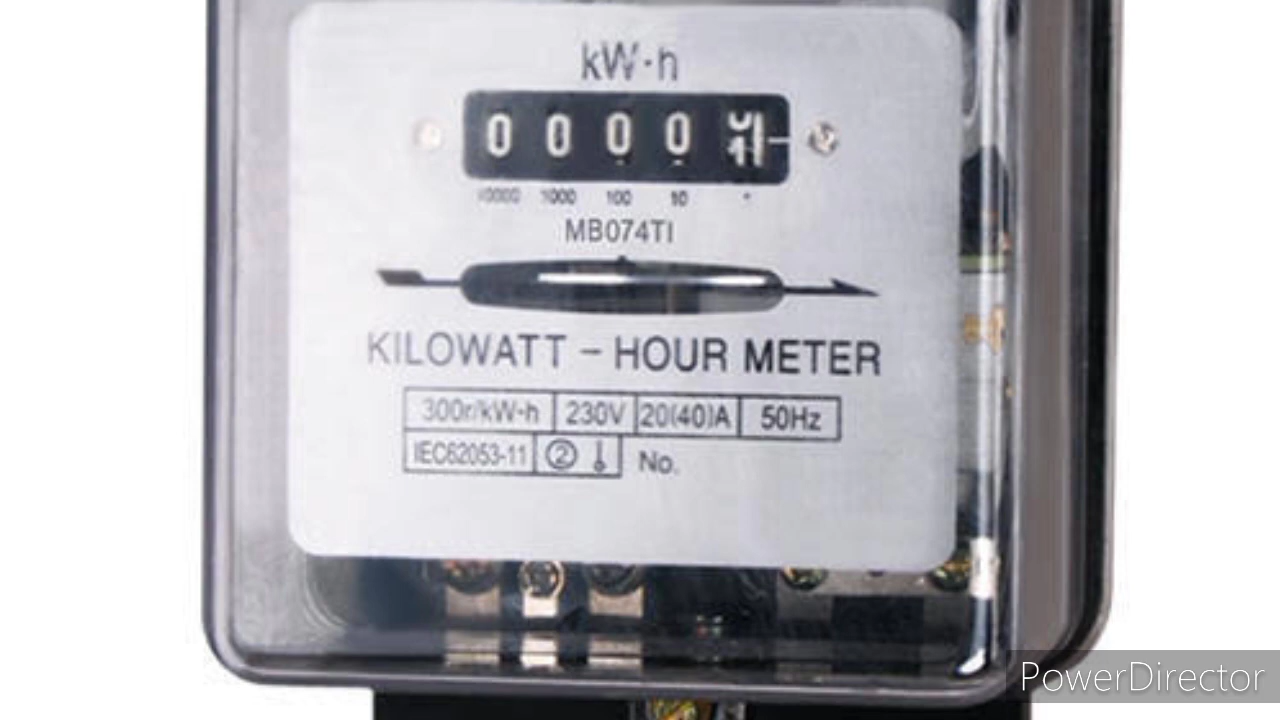 kW·h
0 0 0 0
10000 1000 100 10
MB074TI
KILOWATT – HOUR METER
300r/kW·h 230V 20(40)A 50Hz
IEC62053-11 ② No.
PowerDirector